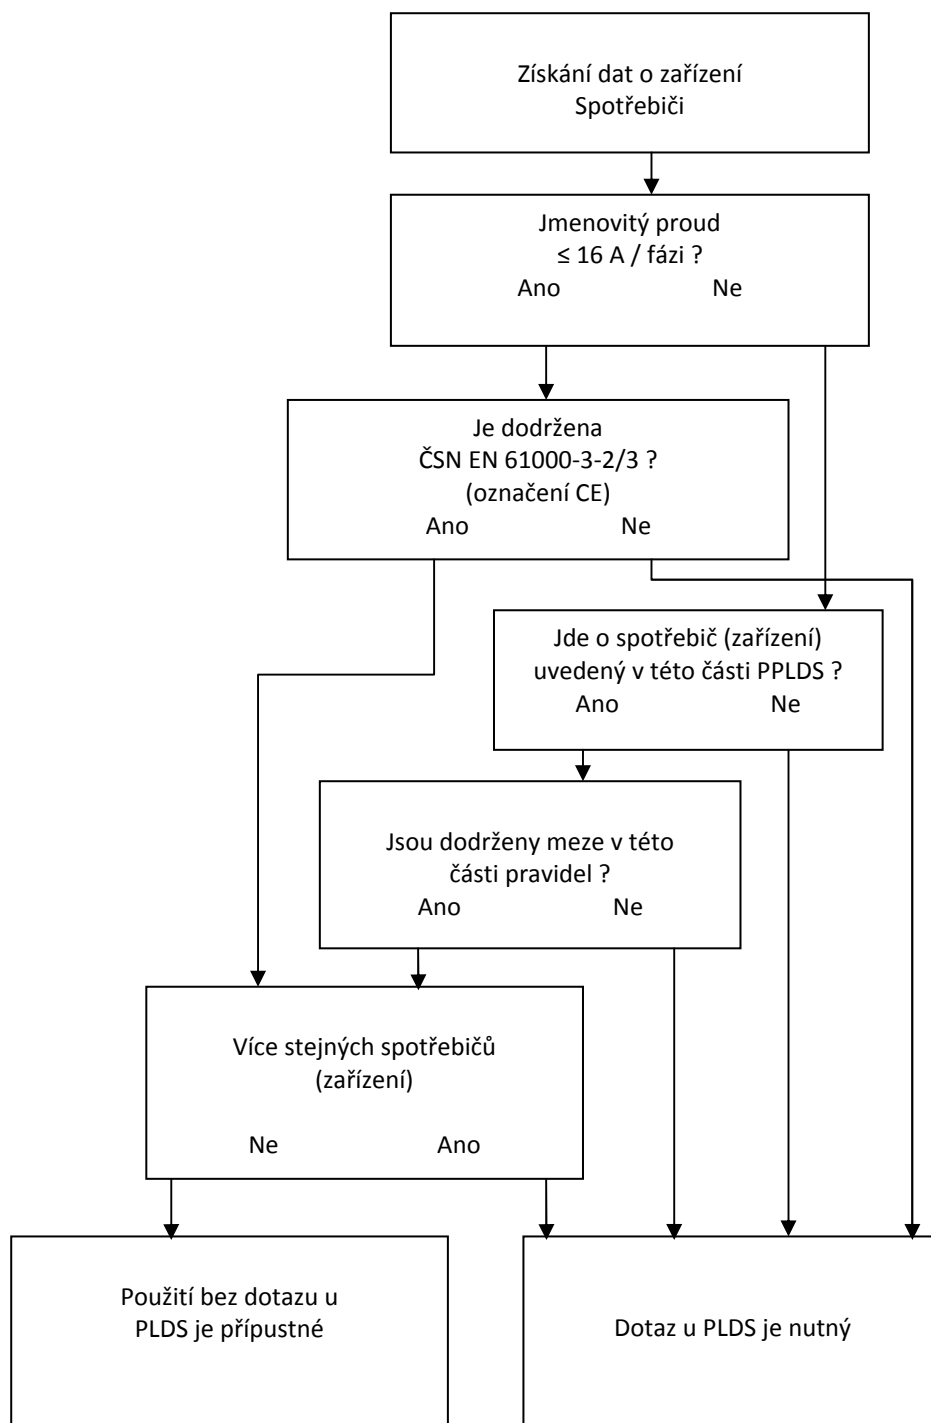 Získání dat o zařízení
Spotřebiči
Jmenovitý proud
≤ 16 A / fázi ?
Ano Ne
Je dodržena
ČSN EN 61000-3-2/3 ?
(označení CE)
Ano Ne
Jde o spotřebič (zařízení)
uvedený v této části PPLDS ?
Ano Ne
Jsou dodrženy meze v této
části pravidel ?
Ano Ne
Více stejných spotřebičů
(zařízení)
Ne Ano
Použití bez dotazu u
PLDS je přípustné
Dotaz u PLDS je nutný